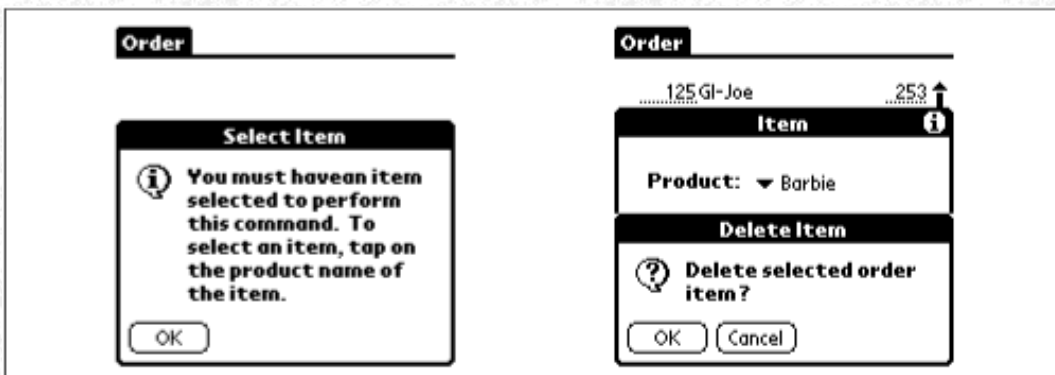 Order
Select Item
You must havean item
selected to perform
this command. To
select an item, tap on
the product name of
the item.
OK
Order
125 GI-Joe 253
Item
Product: Barbie
Delete Item
Delete selected order
item?
OK Cancel